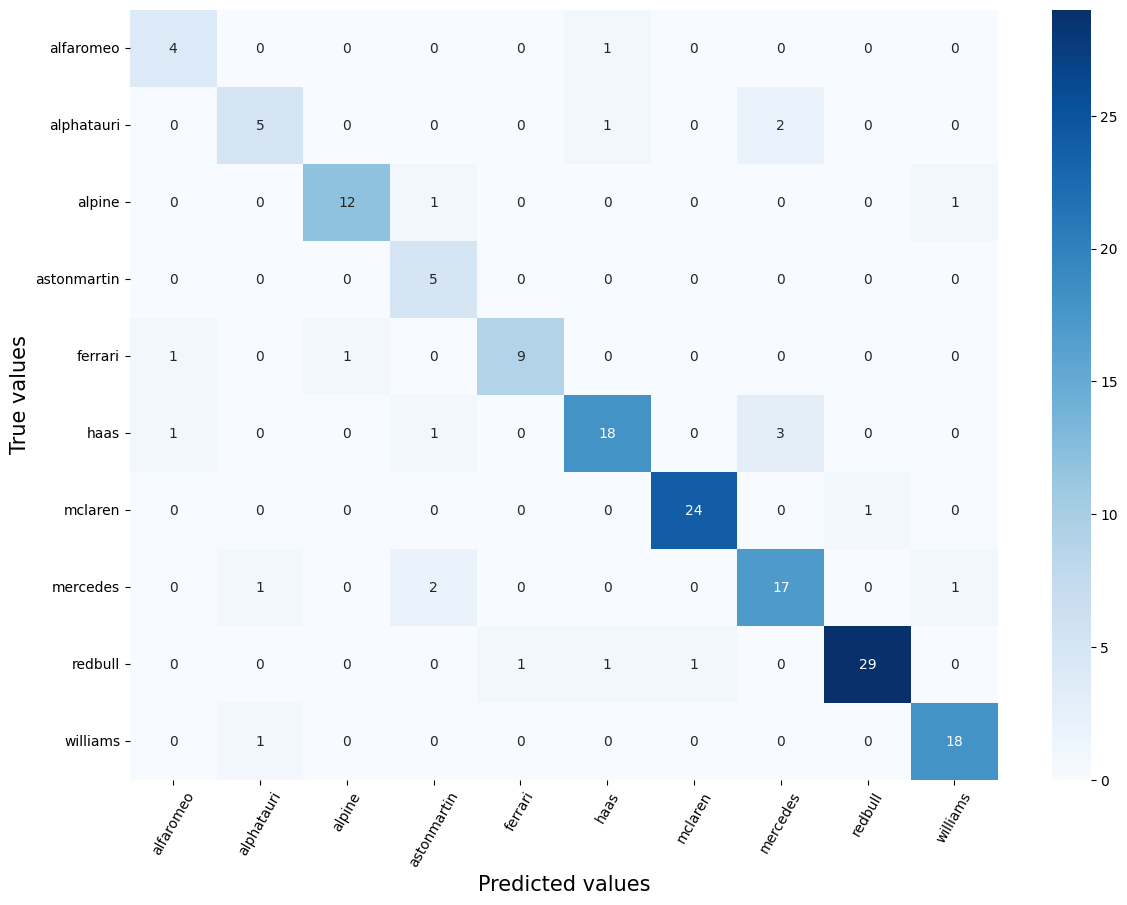 alfaromeo 4 0 0 0 0 1 0 0 0 0
alphatauri 0 5 0 0 0 1 0 2 0 0
alpine 0 0 12 1 0 0 0 0 0 1
astonmartin 0 0 0 5 0 0 0 0 0 0
ferrari 1 0 1 0 9 0 0 0 0 0
haas 1 0 0 1 0 18 0 3 0 0
mclaren 0 0 0 0 0 0 24 0 1 0
mercedes 0 1 0 2 0 0 0 17 0 1
redbull 0 0 0 0 1 1 1 0 29 0
williams 0 1 0 0 0 0 0 0 0 18
True values
alfaromeo alphatauri alpine astonmartin ferrari haas mclaren mercedes redbull williams
Predicted values
25
20
15
10
5
0